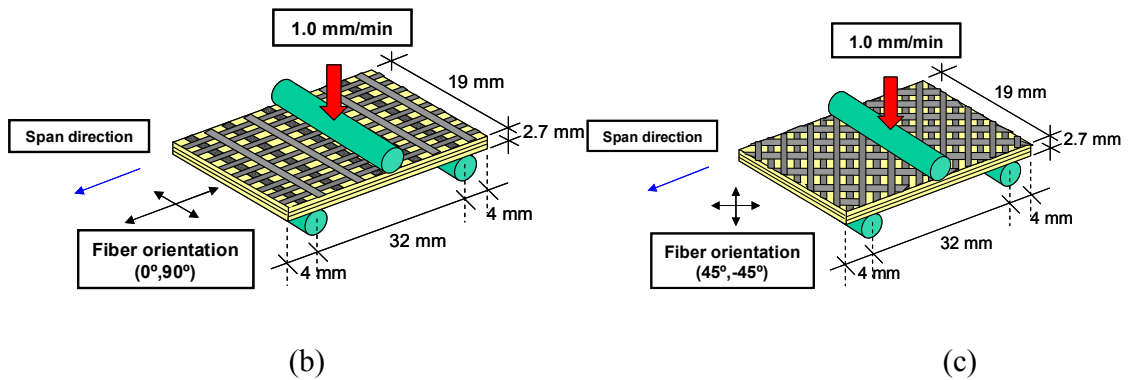 1.0 mm/min
19 mm
2.7 mm
Span direction
4 mm
32 mm
4 mm
Fiber orientation
(0º,90º)
(b)
1.0 mm/min
19 mm
2.7 mm
Span direction
4 mm
32 mm
4 mm
Fiber orientation
(45º,-45º)
(c)